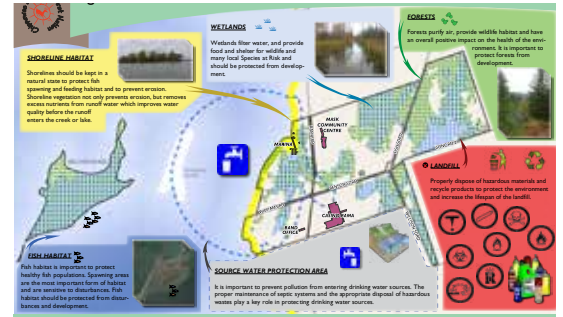 FORESTS
Forests purify air, provide wildlife habitat and have
an overall positive impact on the health of the envi-
ronment. It is important to
protect forests from
development.
WETLANDS
Wetlands filter water, and provide
food and shelter for wildlife and
many local Species at Risk and
should be protected from develop-
ment.
SHORELINE HABITAT
Shorelines should be kept in a
natural state to protect fish
spawning and feeding habitat and to prevent erosion.
Shoreline vegetation not only prevents erosion, but removes
excess nutrients from runoff water which improves water
quality before the runoff
enters the creek or lake.
MASK
COMMUNITY
CENTRE
MARINA
LANDFILL
Properly dispose of hazardous materials and
recycle products to protect the environment
and increase the lifespan of the landfill.
CASINO RAMA
BAND
OFFICE
FISH HABITAT
Fish habitat is important to protect
healthy fish populations. Spawning areas
are the most important form of habitat
and are sensitive to disturbances. Fish
habitat should be protected from distur-
bances and development.
SOURCE WATER PROTECTION AREA
It is important to prevent pollution from entering drinking water sources. The
proper maintenance of septic systems and the appropriate disposal of hazardous
wastes play a key role in protecting drinking water sources.